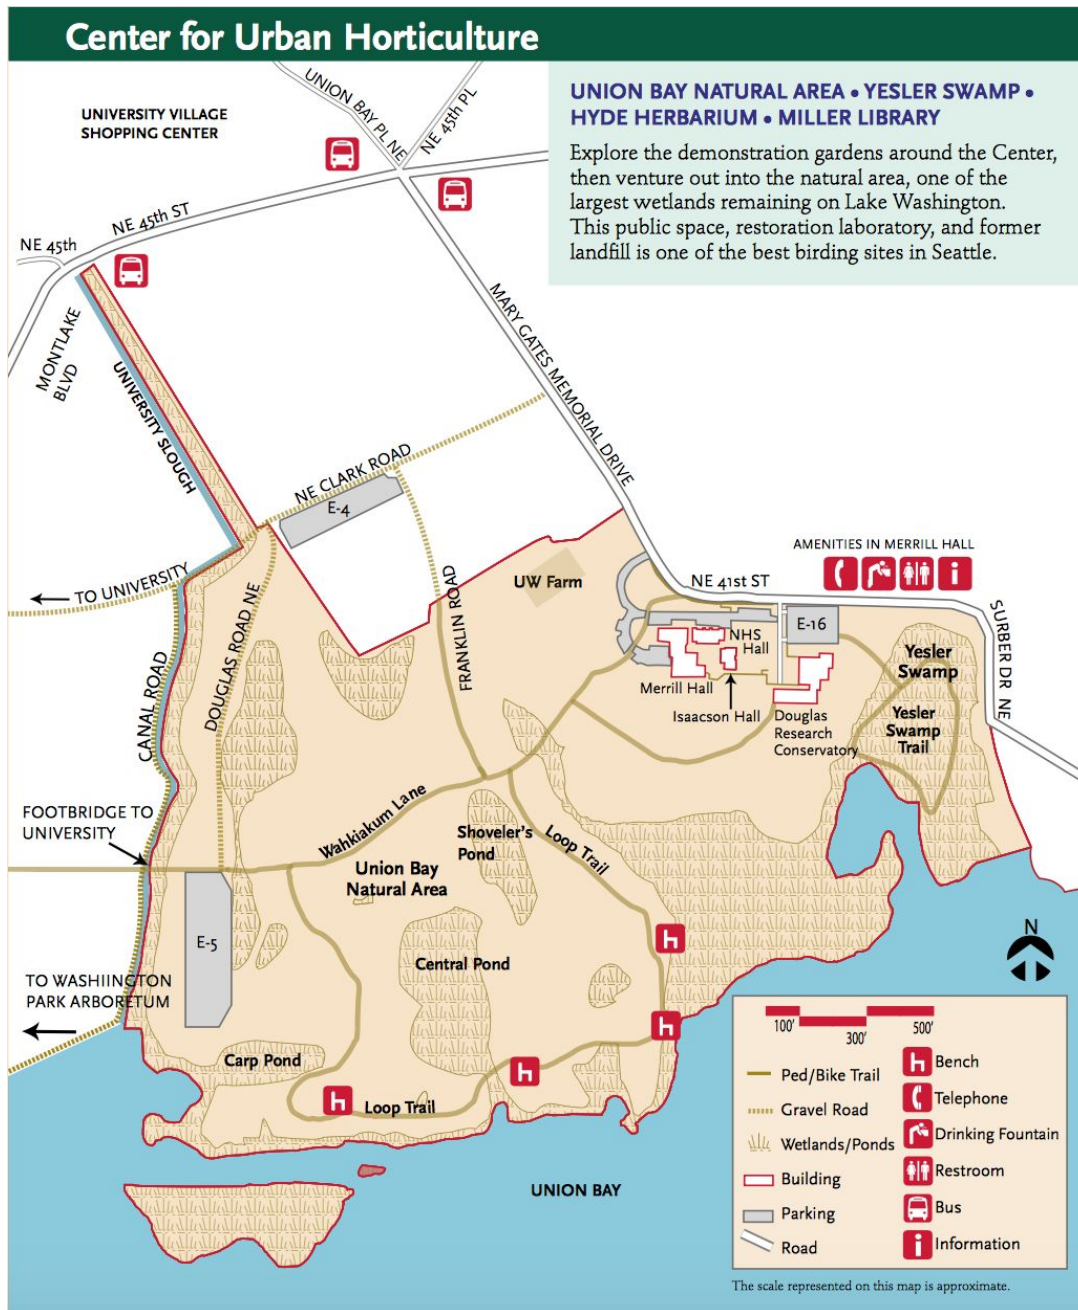 Center for Urban Horticulture
UNION BAY NATURAL AREA • YESLER SWAMP •
HYDE HERBARIUM • MILLER LIBRARY
Explore the demonstration gardens around the Center,
then venture out into the natural area, one of the
largest wetlands remaining on Lake Washington.
This public space, restoration laboratory, and former
landfill is one of the best birding sites in Seattle.
UNIVERSITY VILLAGE
SHOPPING CENTER
UNION BAY PL NE
NE 45th PL
NE 45th ST
NE 45th
MONTLAKE
BLVD
UNIVERSITY SLOUGH
MARY GATES MEMORIAL DRIVE
NE CLARK ROAD
E-4
TO UNIVERSITY
DOUGLAS ROAD NE
CANAL ROAD
FRANKLIN ROAD
UW Farm
AMENITIES IN MERRILL HALL
NE 41st ST
SURBER DR NE
E-16
NHS
Hall
Merrill Hall
Isaacson Hall
Douglas
Research
Conservatory
Yesler
Swamp
Yesler
Swamp
Trail
FOOTBRIDGE TO
UNIVERSITY
Wahkiakum Lane
Shoveler's
Pond
Loop Trail
Union Bay
Natural Area
E-5
Central Pond
TO WASHIINGTON
PARK ARBORETUM
Carp Pond
Loop Trail
UNION BAY
N
100'
300'
500'
Ped/Bike Trail
Gravel Road
Wetlands/Ponds
Building
Parking
Road
Bench
Telephone
Drinking Fountain
Restroom
Bus
Information
The scale represented on this map is approximate.